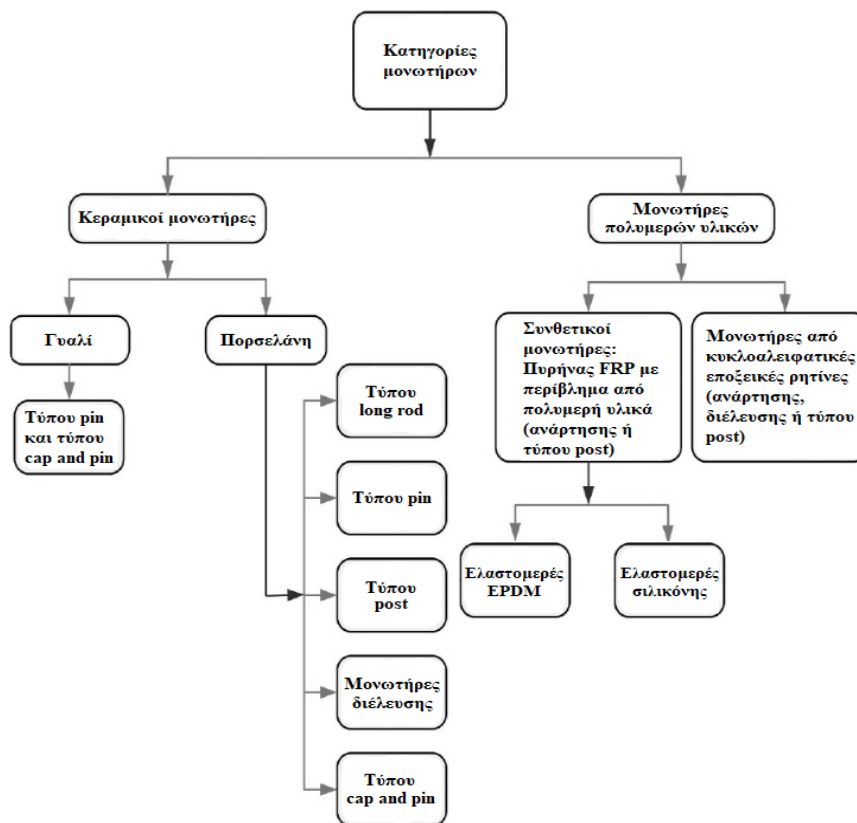 Κατηγορίες
μονωτήρων
Κεραμικοί μονωτήρες
Μονωτήρες
πολυμερών υλικών
Γυαλί
Πορσελάνη
Συνθετικοί
μονωτήρες:
Πυρήνας FRP με
περίβλημα από
πολυμερή υλικά
(ανάρτησης ή
τύπου post)
Μονωτήρες από
κυκλοαλειφατικές
εποξεικές ρητίνες
(ανάρτησης,
διέλευσης ή τύπου
post)
Τύπου pin
και τύπου
cap and pin
Τύπου
long rod
Τύπου pin
Τύπου
post
Μονωτήρες
διέλευσης
Τύπου
cap and pin
Ελαστομερές
EPDM
Ελαστομερές
σιλικόνης